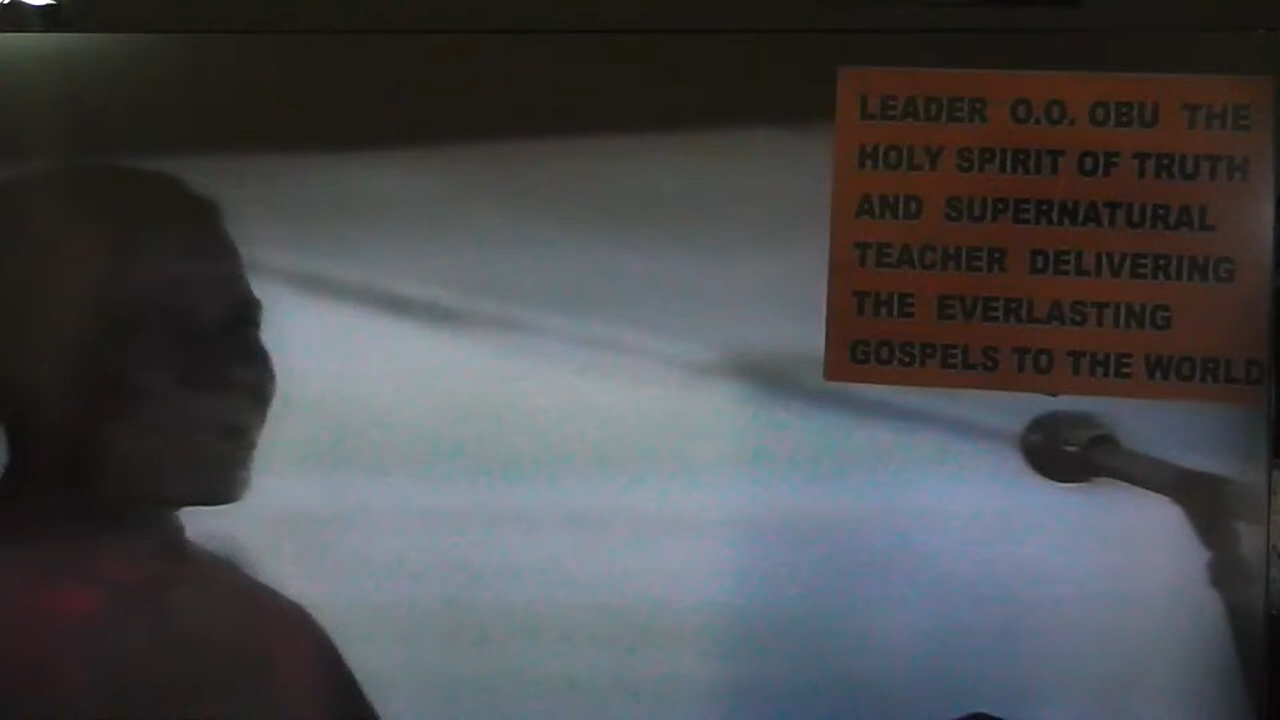 LEADER O.O. OBU THE
HOLY SPIRIT OF TRUTH
AND SUPERNATURAL
TEACHER DELIVERING
THE EVERLASTING
GOSPELS TO THE WORLD